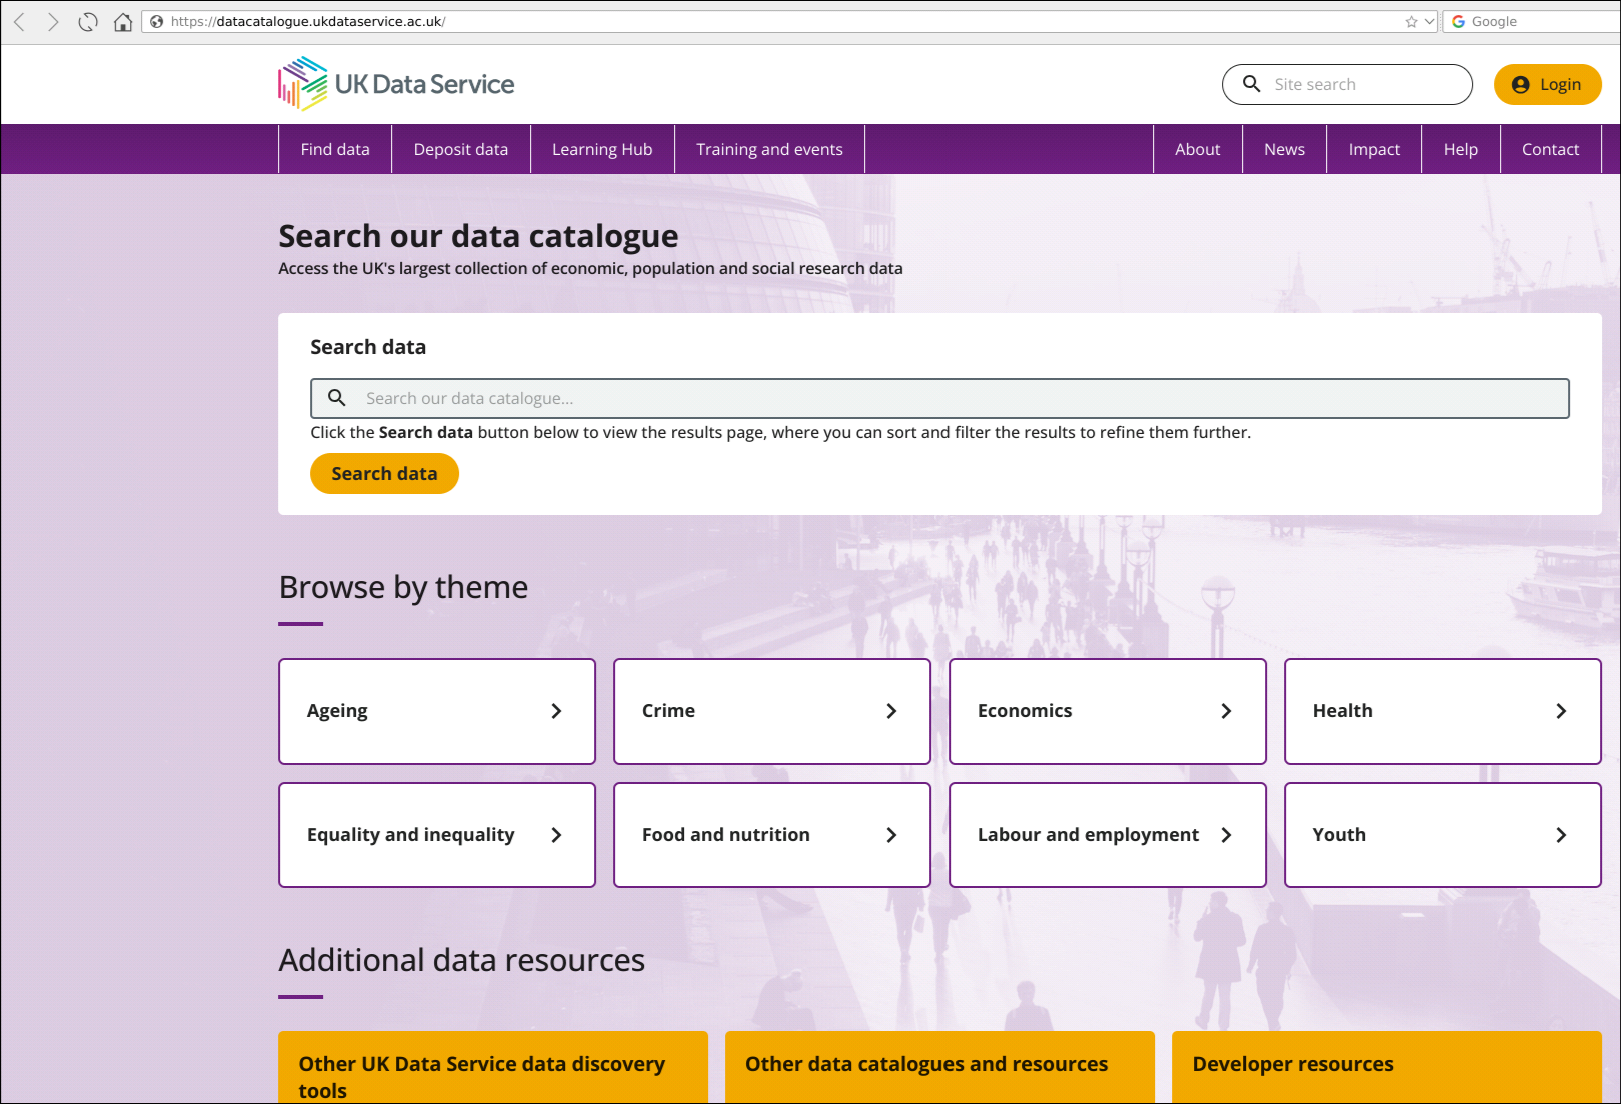 https://datacatalogue.ukdataservice.ac.uk/
Google
UK Data Service
Site search
Login
Find data
Deposit data
Learning Hub
Training and events
About
News
Impact
Help
Contact
Search our data catalogue
Access the UK's largest collection of economic, population and social research data
Search data
Search our data catalogue...
Click the Search data button below to view the results page, where you can sort and filter the results to refine them further.
Search data
Browse by theme
Ageing
Crime
Economics
Health
Equality and inequality
Food and nutrition
Labour and employment
Youth
Additional data resources
Other UK Data Service data discovery
tools
Other data catalogues and resources
Developer resources